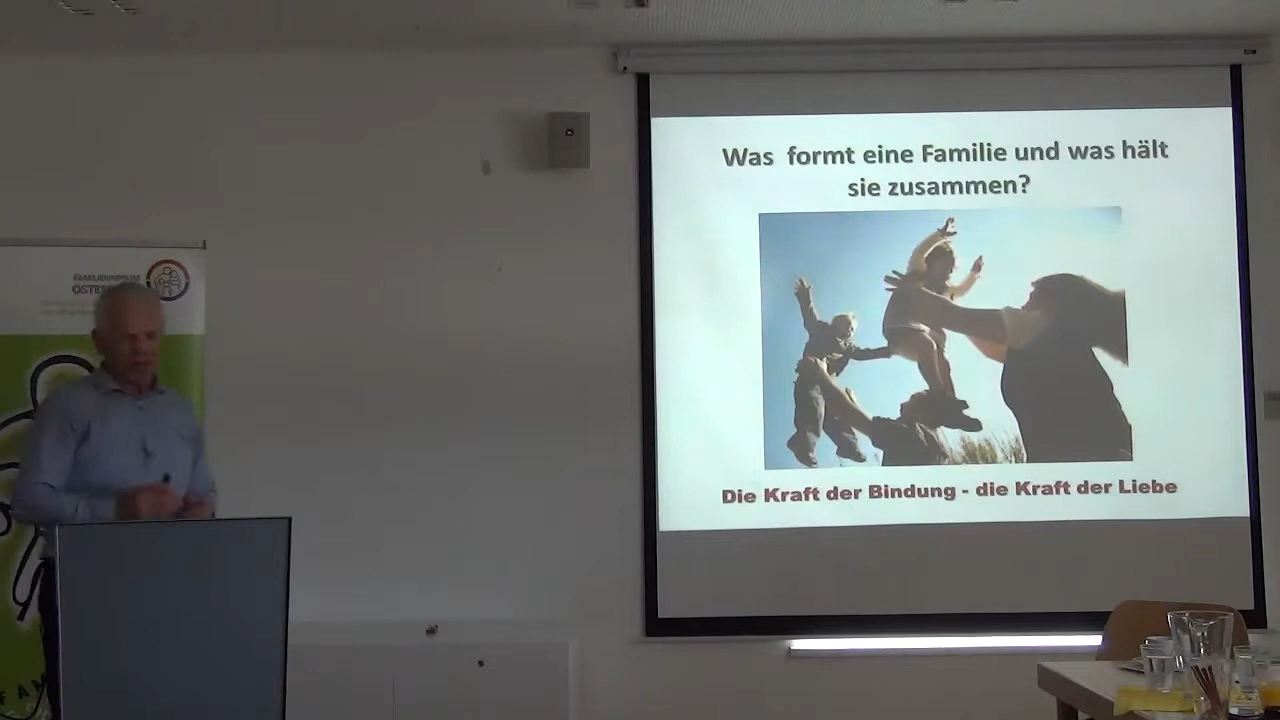 Was formt eine Familie und was hält
sie zusammen?
Die Kraft der Bindung - die Kraft der Liebe